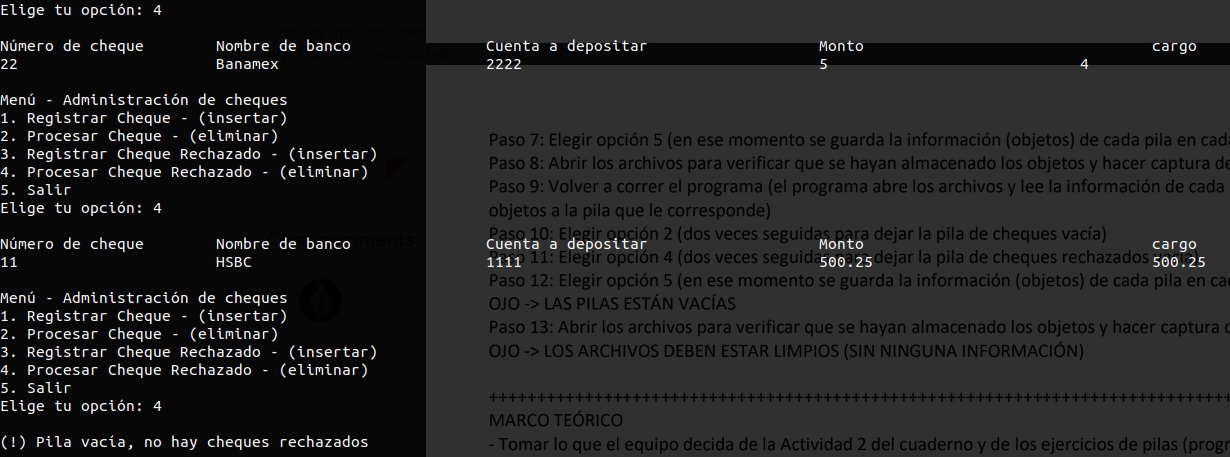 Elige tu opción: 4
Número de cheque Nombre de banco Cuenta a depositar Monto cargo
22 Banamex 2222 5 4
Menú - Administración de cheques
1. Registrar Cheque - (insertar)
2. Procesar Cheque - (eliminar)
3. Registrar Cheque Rechazado - (insertar)
4. Procesar Cheque Rechazado - (eliminar)
5. Salir
Elige tu opción: 4
Número de cheque Nombre de banco Cuenta a depositar Monto cargo
11 HSBC 1111 500.25 500.25
Menú - Administración de cheques
1. Registrar Cheque - (insertar)
2. Procesar Cheque - (eliminar)
3. Registrar Cheque Rechazado - (insertar)
4. Procesar Cheque Rechazado - (eliminar)
5. Salir
Elige tu opción: 4
(!) Pila vacía, no hay cheques rechazados
Paso 7: Elegir opción 5 (en ese momento se guarda la información (objetos) de cada pila en cada
Paso 8: Abrir los archivos para verificar que se hayan almacenado los objetos y hacer captura de
Paso 9: Volver a correr el programa (el programa abre los archivos y lee la información de cada
objetos a la pila que le corresponde)
Paso 10: Elegir opción 2 (dos veces seguidas para dejar la pila de cheques vacía)
Paso 11: Elegir opción 4 (dos veces seguidas para dejar la pila de cheques rechazados
Paso 12: Elegir opción 5 (en ese momento se guarda la información (objetos) de cada pila en
OJO -> LAS PILAS ESTÁN VACÍAS
Paso 13: Abrir los archivos para verificar que se hayan almacenado los objetos y hacer captura
OJO -> LOS ARCHIVOS DEBEN ESTAR LIMPIOS (SIN NINGUNA INFORMACIÓN)
MARCO TEÓRICO
- Tomar lo que el equipo decida de la Actividad 2 del cuaderno y de los ejercicios de pilas
comments